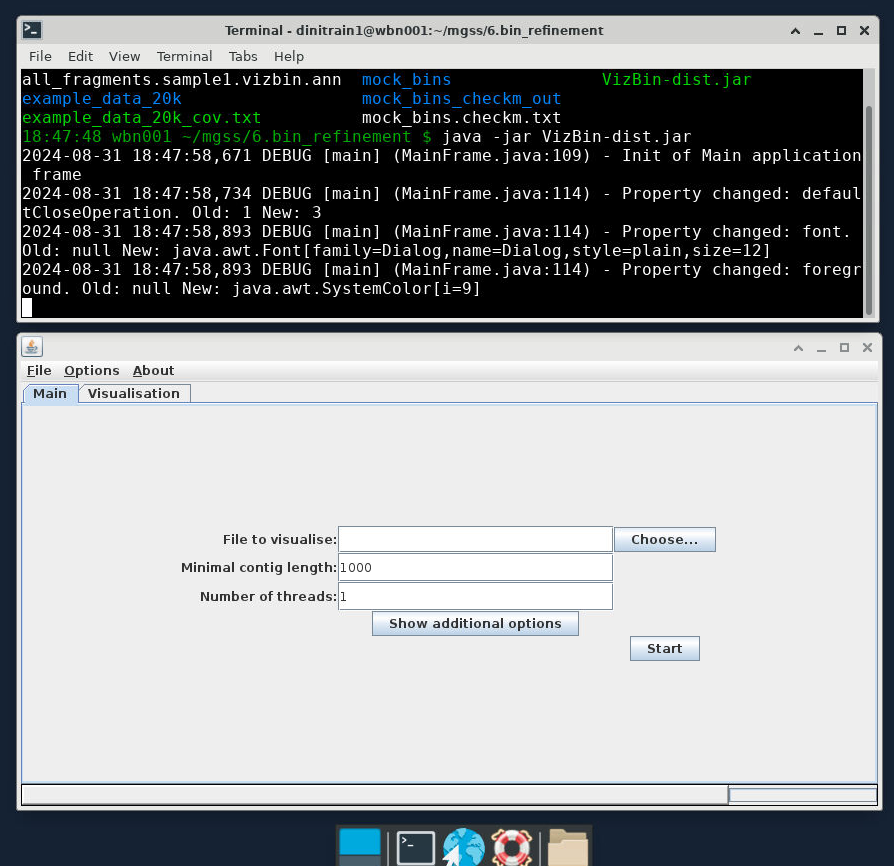 Terminal - dinitrain1@wbn001:~/mgss/6.bin_refinement
File Edit View Terminal Tabs Help
all_fragments.sample1.vizbin.ann  mock_bins               VizBin-dist.jar
example_data_20k                  mock_bins_checkm_out
example_data_20k_cov.txt          mock_bins.checkm.txt
18:47:48 wbn001 ~/mgss/6.bin_refinement $ java -jar VizBin-dist.jar
2024-08-31 18:47:58,671 DEBUG [main] (MainFrame.java:109) - Init of Main application
 frame
2024-08-31 18:47:58,734 DEBUG [main] (MainFrame.java:114) - Property changed: defaul
tCloseOperation. Old: 1 New: 3
2024-08-31 18:47:58,893 DEBUG [main] (MainFrame.java:114) - Property changed: font.
Old: null New: java.awt.Font[family=Dialog,name=Dialog,style=plain,size=12]
2024-08-31 18:47:58,893 DEBUG [main] (MainFrame.java:114) - Property changed: foregr
ound. Old: null New: java.awt.SystemColor[i=9]
File Options About
Main Visualisation
File to visualise: Choose...
Minimal contig length: 1000
Number of threads: 1
Show additional options
Start